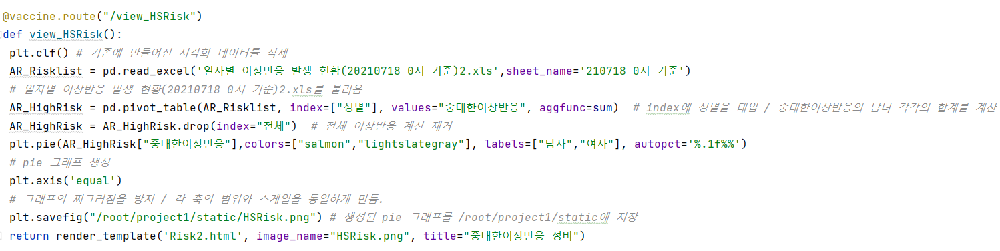 @vaccine.route("/view_HSRisk")
def view_HSRisk():
plt.clf() # 기존에 만들어진 시각화 데이터를 삭제
AR_Risklist = pd.read_excel('일자별 이상반응 발생 현황(20210718 0시 기준)2.xls',sheet_name='210718 0시 기준')
# 일자별 이상반응 발생 현황(20210718 0시 기준)2.xls를 불러옴
AR_HighRisk = pd.pivot_table(AR_Risklist, index=["성별"], values="중대한이상반응", aggfunc=sum) # index에 성별을 대입 / 중대한이상반응의 남녀 각각의 합계를 계산
AR_HighRisk = AR_HighRisk.drop(index="전체") # 전체 이상반응 계산 제거
plt.pie(AR_HighRisk["중대한이상반응"],colors=["salmon","lightslategray"], labels=["남자","여자"], autopct='%.1f%%')
# pie 그래프 생성
plt.axis('equal')
# 그래프의 찌그러짐을 방지 / 각 축의 범위와 스케일을 동일하게 만듬.
plt.savefig("/root/project1/static/HSRisk.png") # 생성된 pie 그래프를 /root/project1/static에 저장
return render_template('Risk2.html', image_name="HSRisk.png", title="중대한이상반응 성비")